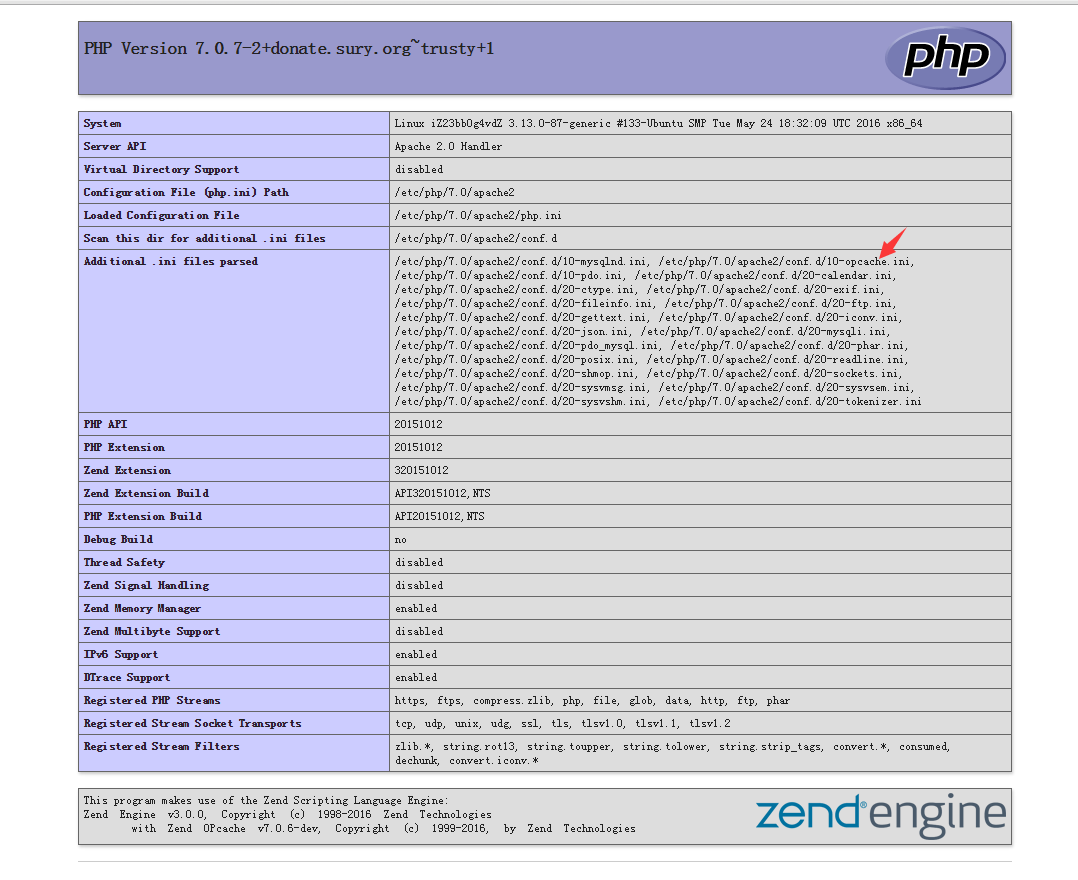 PHP Version 7.0.7-2+donate.sury.org~trusty+1
php
System Linux iZ23bb0g4vdZ 3.13.0-87-generic #133-Ubuntu SMP Tue May 24 18:32:09 UTC 2016 x86_64
Server API Apache 2.0 Handler
Virtual Directory Support disabled
Configuration File (php.ini) Path /etc/php/7.0/apache2
Loaded Configuration File /etc/php/7.0/apache2/php.ini
Scan this dir for additional .ini files /etc/php/7.0/apache2/conf.d
Additional .ini files parsed /etc/php/7.0/apache2/conf.d/10-mysqlnd.ini, /etc/php/7.0/apache2/conf.d/10-opcache.ini,
/etc/php/7.0/apache2/conf.d/10-pdo.ini, /etc/php/7.0/apache2/conf.d/20-calendar.ini,
/etc/php/7.0/apache2/conf.d/20-ctype.ini, /etc/php/7.0/apache2/conf.d/20-exif.ini,
/etc/php/7.0/apache2/conf.d/20-fileinfo.ini, /etc/php/7.0/apache2/conf.d/20-ftp.ini,
/etc/php/7.0/apache2/conf.d/20-gettext.ini, /etc/php/7.0/apache2/conf.d/20-iconv.ini,
/etc/php/7.0/apache2/conf.d/20-json.ini, /etc/php/7.0/apache2/conf.d/20-mysqli.ini,
/etc/php/7.0/apache2/conf.d/20-pdo_mysql.ini, /etc/php/7.0/apache2/conf.d/20-phar.ini,
/etc/php/7.0/apache2/conf.d/20-posix.ini, /etc/php/7.0/apache2/conf.d/20-readline.ini,
/etc/php/7.0/apache2/conf.d/20-shmop.ini, /etc/php/7.0/apache2/conf.d/20-sockets.ini,
/etc/php/7.0/apache2/conf.d/20-sysvmsg.ini, /etc/php/7.0/apache2/conf.d/20-sysvsem.ini,
/etc/php/7.0/apache2/conf.d/20-sysvshm.ini, /etc/php/7.0/apache2/conf.d/20-tokenizer.ini
PHP API 20151012
PHP Extension 20151012
Zend Extension 320151012
Zend Extension Build API320151012,NTS
PHP Extension Build API20151012,NTS
Debug Build no
Thread Safety disabled
Zend Signal Handling disabled
Zend Memory Manager enabled
Zend Multibyte Support disabled
IPv6 Support enabled
DTrace Support enabled
Registered PHP Streams https, ftps, compress.zlib, php, file, glob, data, http, ftp, phar
Registered Stream Socket Transports tcp, udp, unix, udg, ssl, tls, tlsv1.0, tlsv1.1, tlsv1.2
Registered Stream Filters zlib.*, string.rot13, string.toupper, string.tolower, string.strip_tags, convert.*, consumed,
dechunk, convert.iconv.*
This program makes use of the Zend Scripting Language Engine:
Zend Engine v3.0.0, Copyright (c) 1998-2016 Zend Technologies
with Zend OPcache v7.0.6-dev, Copyright (c) 1999-2016, by Zend Technologies
zend® engine